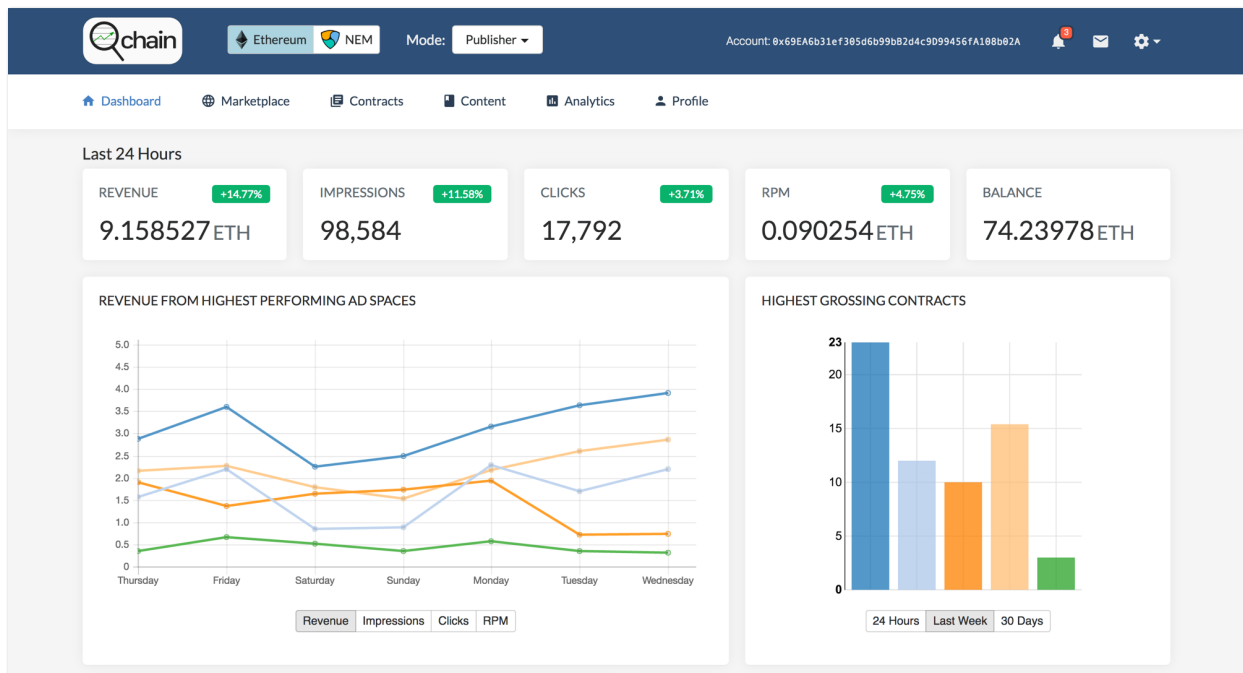 Qchain
Ethereum NEM Mode: Publisher
Account: 0x69EA6b31ef305d6b99bB2d4c9D99456fA108b02A 3
Dashboard Marketplace Contracts Content Analytics Profile
Last 24 Hours
REVENUE +14.77%
9.158527 ETH
IMPRESSIONS +11.58%
98,584
CLICKS +3.71%
17,792
RPM +4.75%
0.090254 ETH
BALANCE
74.23978 ETH
REVENUE FROM HIGHEST PERFORMING AD SPACES
5.0
4.5
4.0
3.5
3.0
2.5
2.0
1.5
1.0
0.5
0
Thursday Friday Saturday Sunday Monday Tuesday Wednesday
Revenue Impressions Clicks RPM
HIGHEST GROSSING CONTRACTS
23
20
15
10
5
0
24 Hours Last Week 30 Days